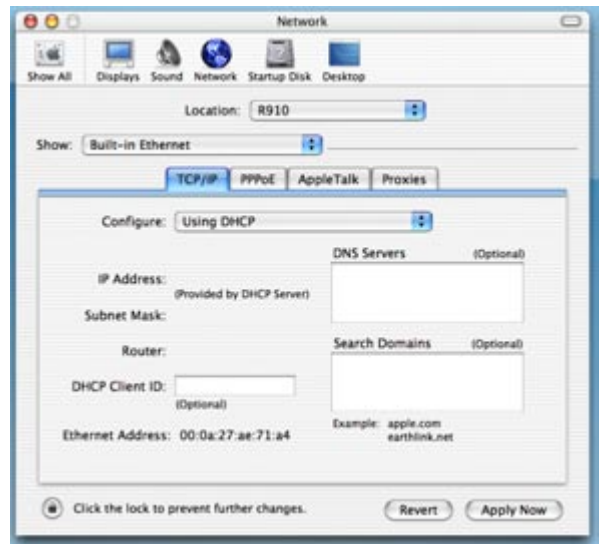 Network
Show All Displays Sound Network Startup Disk Desktop
Location: R910
Show: Built-in Ethernet
TCP/IP PPPoE AppleTalk Proxies
Configure: Using DHCP
DNS Servers (Optional)
IP Address:
(Provided by DHCP Server)
Subnet Mask:
Router:
Search Domains (Optional)
DHCP Client ID:
(Optional)
Example: apple.com
earthlink.net
Ethernet Address: 00:0a:27:ae:71:a4
Click the lock to prevent further changes.
Revert Apply Now